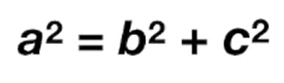 a² = b² + c²